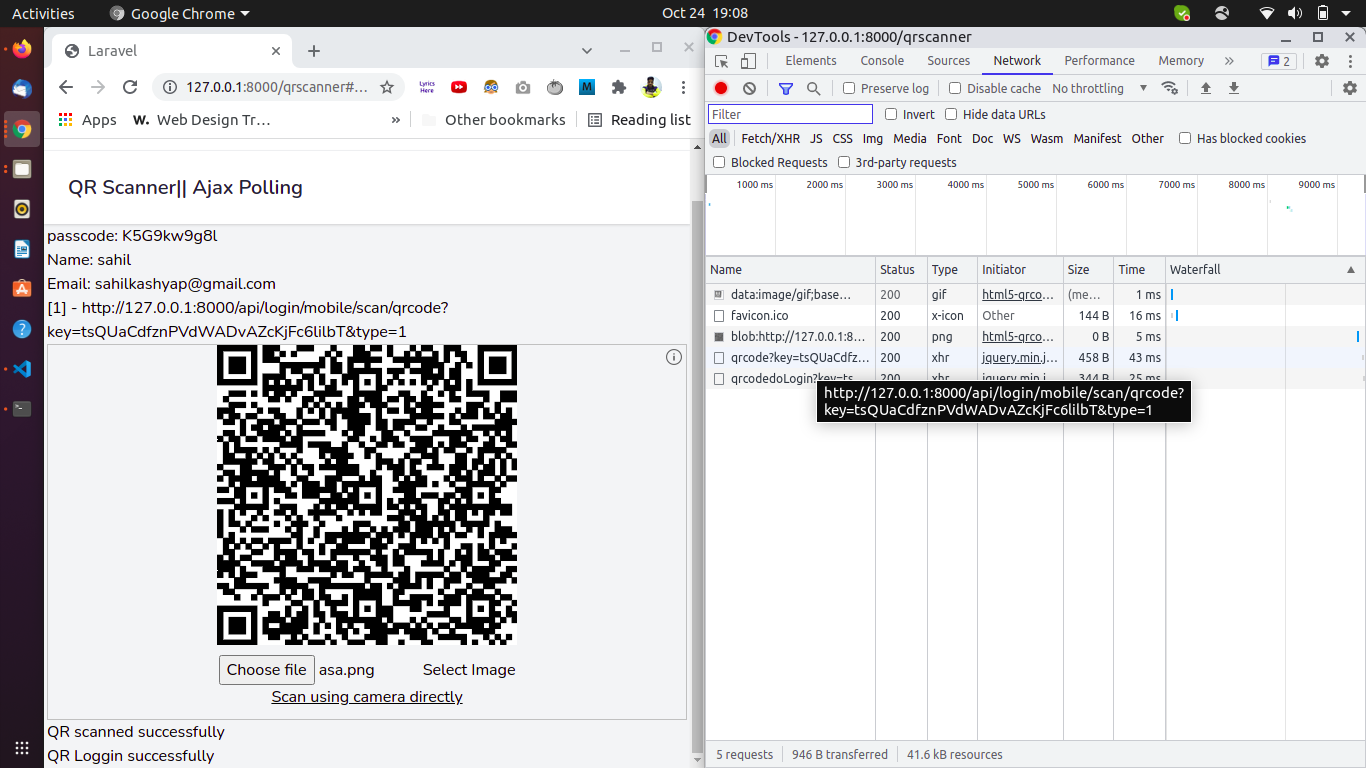 Activities
Google Chrome
Oct 24 19:08
Laravel
127.0.0.1:8000/qrscanner#...
Lyrics Here
M
Apps
W. Web Design Tr...
»
Other bookmarks
Reading list
QR Scanner|| Ajax Polling
passcode: K5G9kw9g8l
Name: sahil
Email: sahilkashyap@gmail.com
[1] - http://127.0.0.1:8000/api/login/mobile/scan/qrcode?
key=tsQUaCdfznPVdWADvAZcKjFc6lilbT&type=1
Choose file asa.png
Select Image
Scan using camera directly
QR scanned successfully
QR Loggin successfully
DevTools - 127.0.0.1:8000/qrscanner
Elements Console Sources Network Performance Memory » 2
Preserve log Disable cache No throttling
Filter Invert Hide data URLs
All Fetch/XHR JS CSS Img Media Font Doc WS Wasm Manifest Other Has blocked cookies
Blocked Requests 3rd-party requests
1000 ms 2000 ms 3000 ms 4000 ms 5000 ms 6000 ms 7000 ms 8000 ms 9000 ms
Name Status Type Initiator Size Time Waterfall
data:image/gif;base... 200 gif html5-qrco... (me... 1 ms
favicon.ico 200 x-icon Other 144 B 16 ms
blob:http://127.0.0.1:8... 200 png html5-qrco... 0 B 5 ms
qrcode?key=tsQUaCdfz... 200 xhr jquery.min.j... 458 B 43 ms
qrcodedoLogin?key=ts... 200 xhr jquery.min.j... 344 B 25 ms
http://127.0.0.1:8000/api/login/mobile/scan/qrcode?
key=tsQUaCdfznPVdWADvAZcKjFc6lilbT&type=1
5 requests 946 B transferred 41.6 kB resources